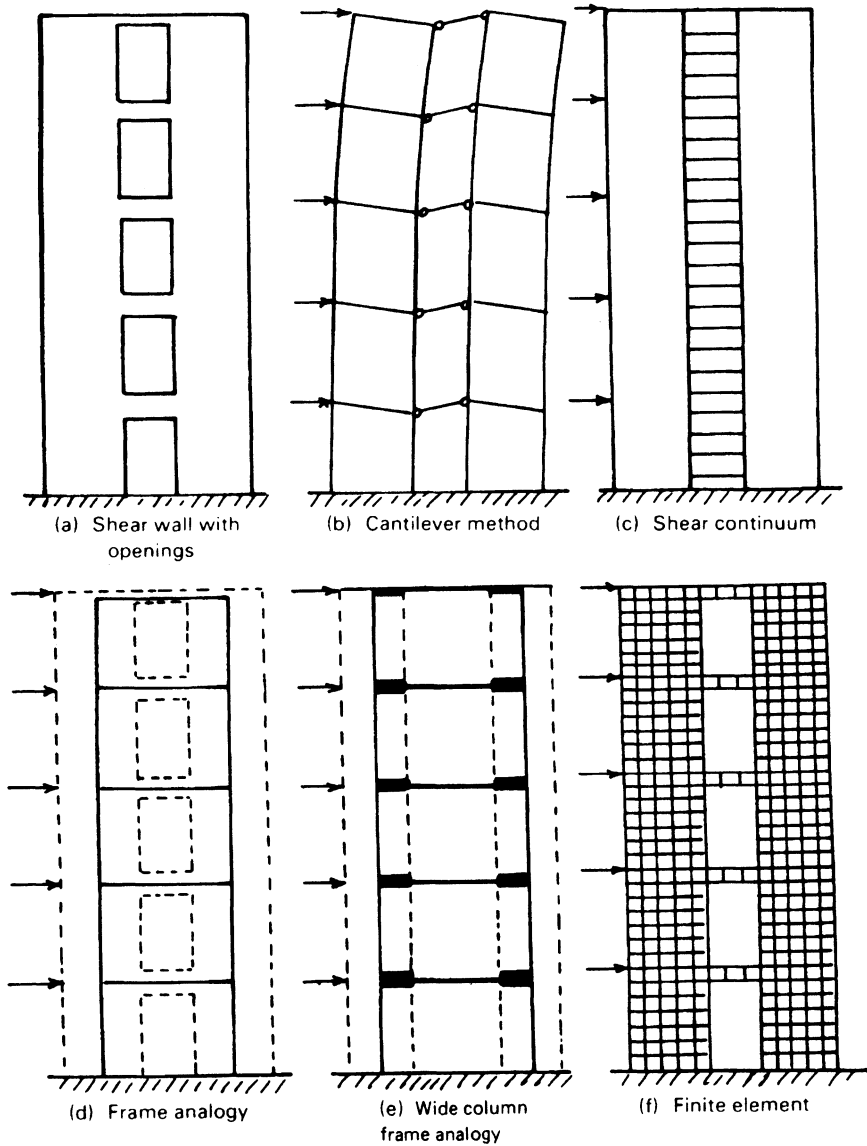 (a) Shear wall with
openings
(b) Cantilever method
(c) Shear continuum
(d) Frame analogy
(e) Wide column
frame analogy
(f) Finite element